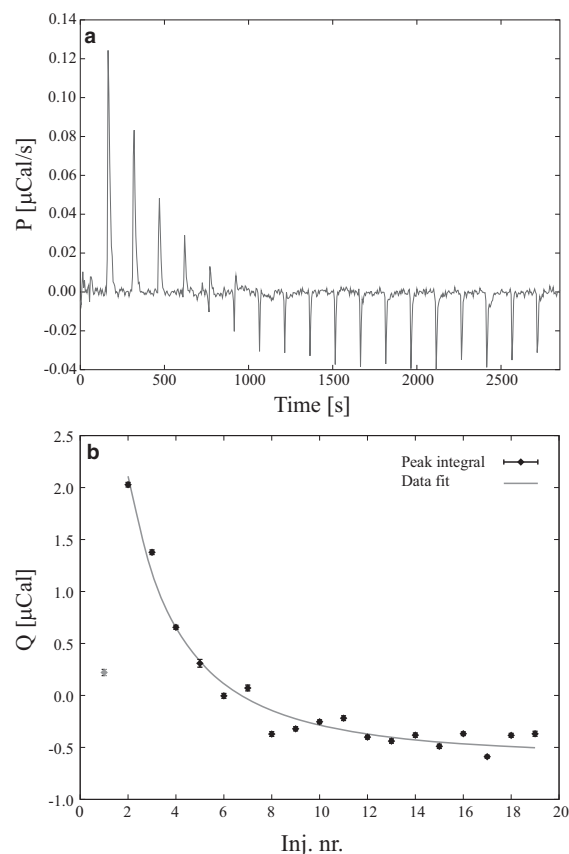 a
0.14
0.12
0.10
0.08
0.06
0.04
0.02
0.00
-0.02
-0.04
P [µCal/s]
0 500 1000 1500 2000 2500
Time [s]
b
2.5
2.0
1.5
1.0
0.5
0.0
-0.5
-1.0
Q [µCal]
Peak integral
Data fit
0 2 4 6 8 10 12 14 16 18 20
Inj. nr.